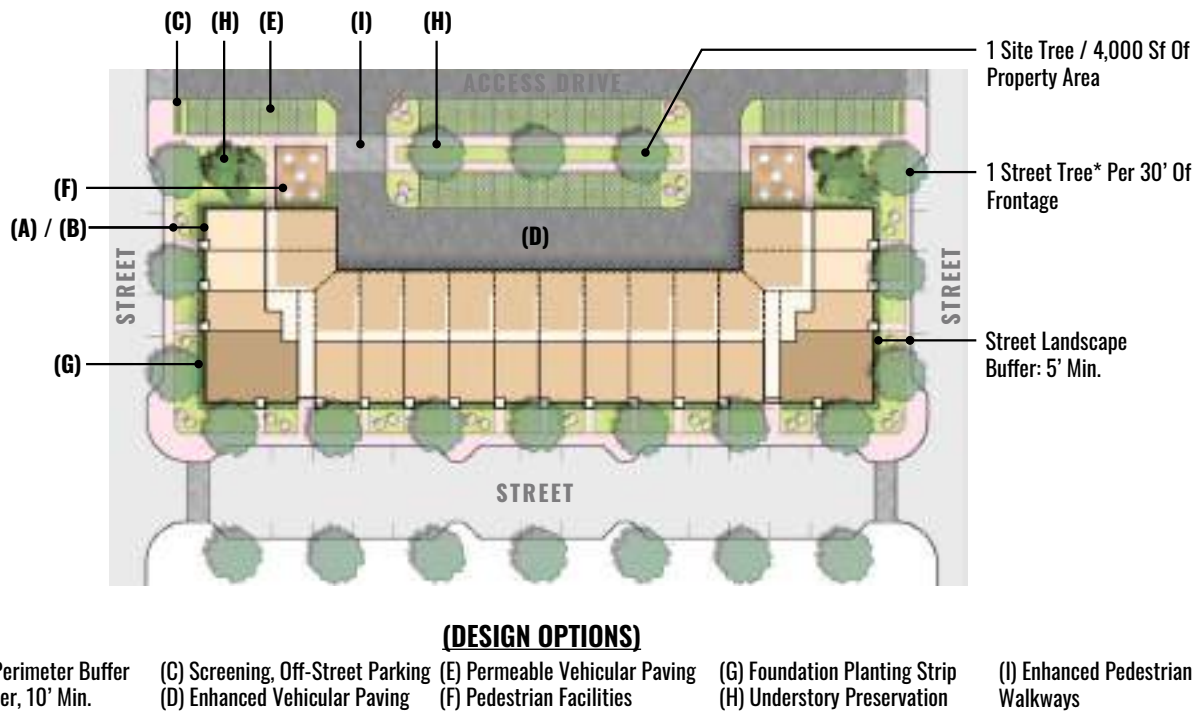 (C) (H) (E) (I) (H)
1 Site Tree / 4,000 Sf Of
Property Area
ACCESS DRIVE
1 Street Tree* Per 30' Of
Frontage
(F)
(A) / (B)
(D)
STREET
STREET
Street Landscape
Buffer: 5' Min.
(G)
STREET
(DESIGN OPTIONS)
Perimeter Buffer
er, 10' Min.
(C) Screening, Off-Street Parking
(D) Enhanced Vehicular Paving
(E) Permeable Vehicular Paving
(F) Pedestrian Facilities
(G) Foundation Planting Strip
(H) Understory Preservation
(I) Enhanced Pedestrian
Walkways